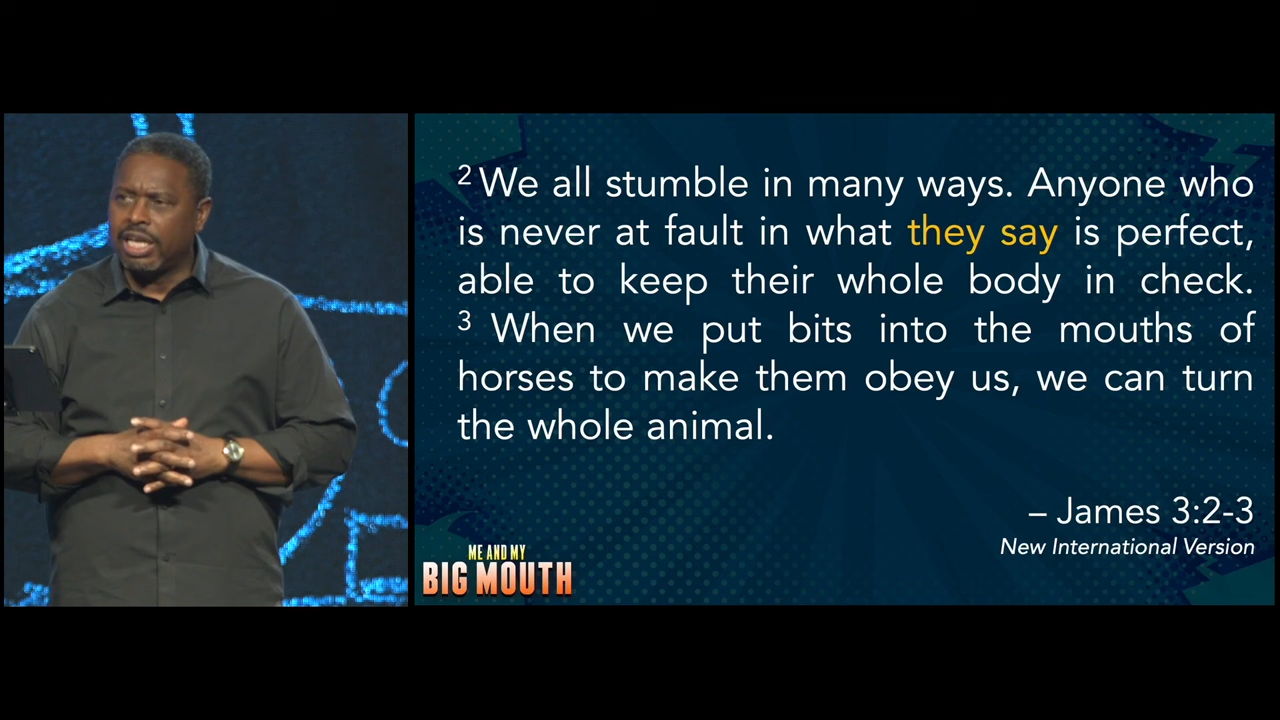 ² We all stumble in many ways. Anyone who
is never at fault in what they say is perfect,
able to keep their whole body in check.
³ When we put bits into the mouths of
horses to make them obey us, we can turn
the whole animal.
– James 3:2-3
New International Version
ME AND MY
BIG MOUTH